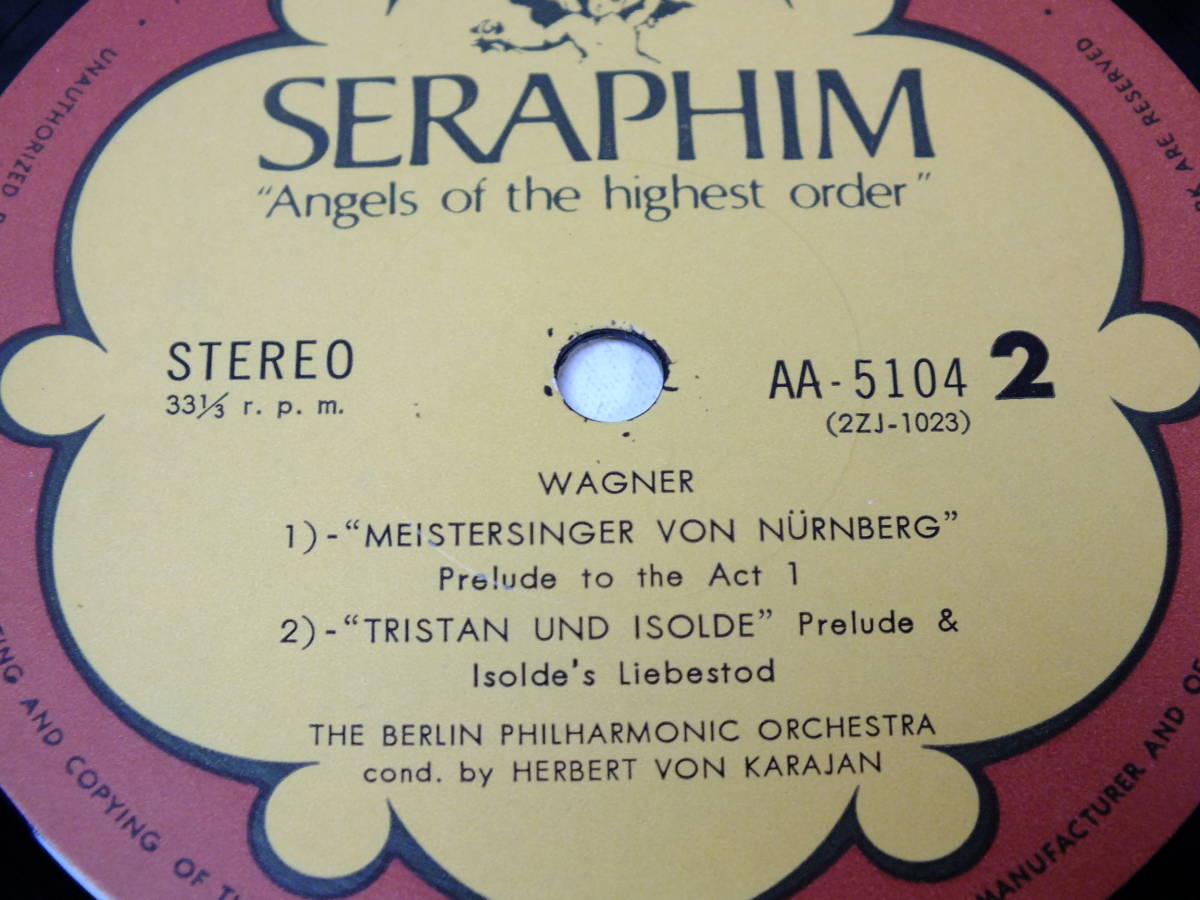 SERAPHIM
"Angels of the highest order"
STEREO
33⅓ r. p. m.
AA-5104 2
(2ZJ-1023)
WAGNER
1)-"MEISTERSINGER VON NÜRNBERG"
Prelude to the Act 1
2)-"TRISTAN UND ISOLDE" Prelude &
Isolde's Liebestod
THE BERLIN PHILHARMONIC ORCHESTRA
cond. by HERBERT VON KARAJAN
MANUFACTURER AND OF
ARE RESERVED
UNAUTHORIZED
AND COPYING OF